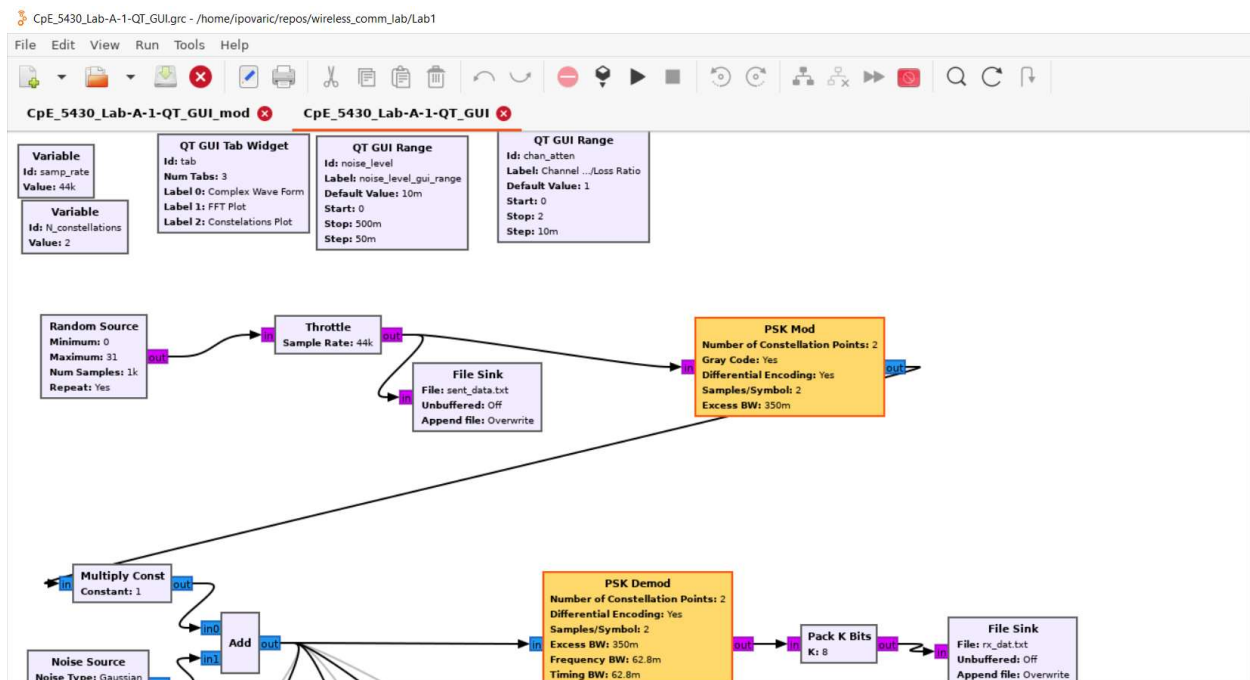 CpE_5430_Lab-A-1-QT_GUI.grc - /home/ipovaric/repos/wireless_comm_lab/Lab1
File Edit View Run Tools Help
CpE_5430_Lab-A-1-QT_GUI_mod
CpE_5430_Lab-A-1-QT_GUI
Variable
Id: samp_rate
Value: 44k
Variable
Id: N_constellations
Value: 2
QT GUI Tab Widget
Id: tab
Num Tabs: 3
Label 0: Complex Wave Form
Label 1: FFT Plot
Label 2: Constelations Plot
QT GUI Range
Id: noise_level
Label: noise_level_gui_range
Default Value: 10m
Start: 0
Stop: 500m
Step: 50m
QT GUI Range
Id: chan_atten
Label: Channel .../Loss Ratio
Default Value: 1
Start: 0
Stop: 2
Step: 10m
Random Source
Minimum: 0
Maximum: 31
Num Samples: 1k
Repeat: Yes
out
in
Throttle
Sample Rate: 44k
out
in
File Sink
File: sent_data.txt
Unbuffered: Off
Append file: Overwrite
in
PSK Mod
Number of Constellation Points: 2
Gray Code: Yes
Differential Encoding: Yes
Samples/Symbol: 2
Excess BW: 350m
out
in
Multiply Const
Constant: 1
out
in0
in1
Add
out
Noise Source
Noise Type: Gaussian
in
PSK Demod
Number of Constellation Points: 2
Differential Encoding: Yes
Samples/Symbol: 2
Excess BW: 350m
Frequency BW: 62.8m
Timing BW: 62.8m
out
in
Pack K Bits
K: 8
out
in
File Sink
File: rx_dat.txt
Unbuffered: Off
Append file: Overwrite